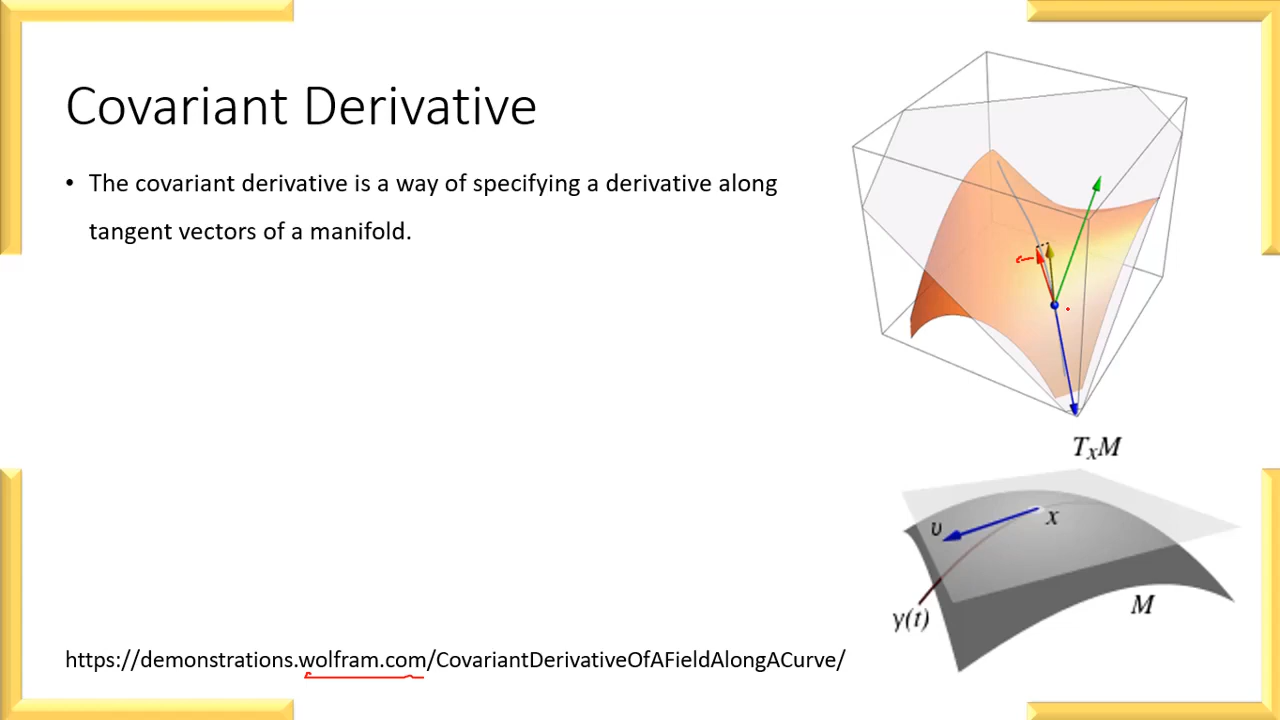 Covariant Derivative
• The covariant derivative is a way of specifying a derivative along
tangent vectors of a manifold.
TₓM
υ
x
γ(t)
M
https://demonstrations.wolfram.com/CovariantDerivativeOfAFieldAlongACurve/